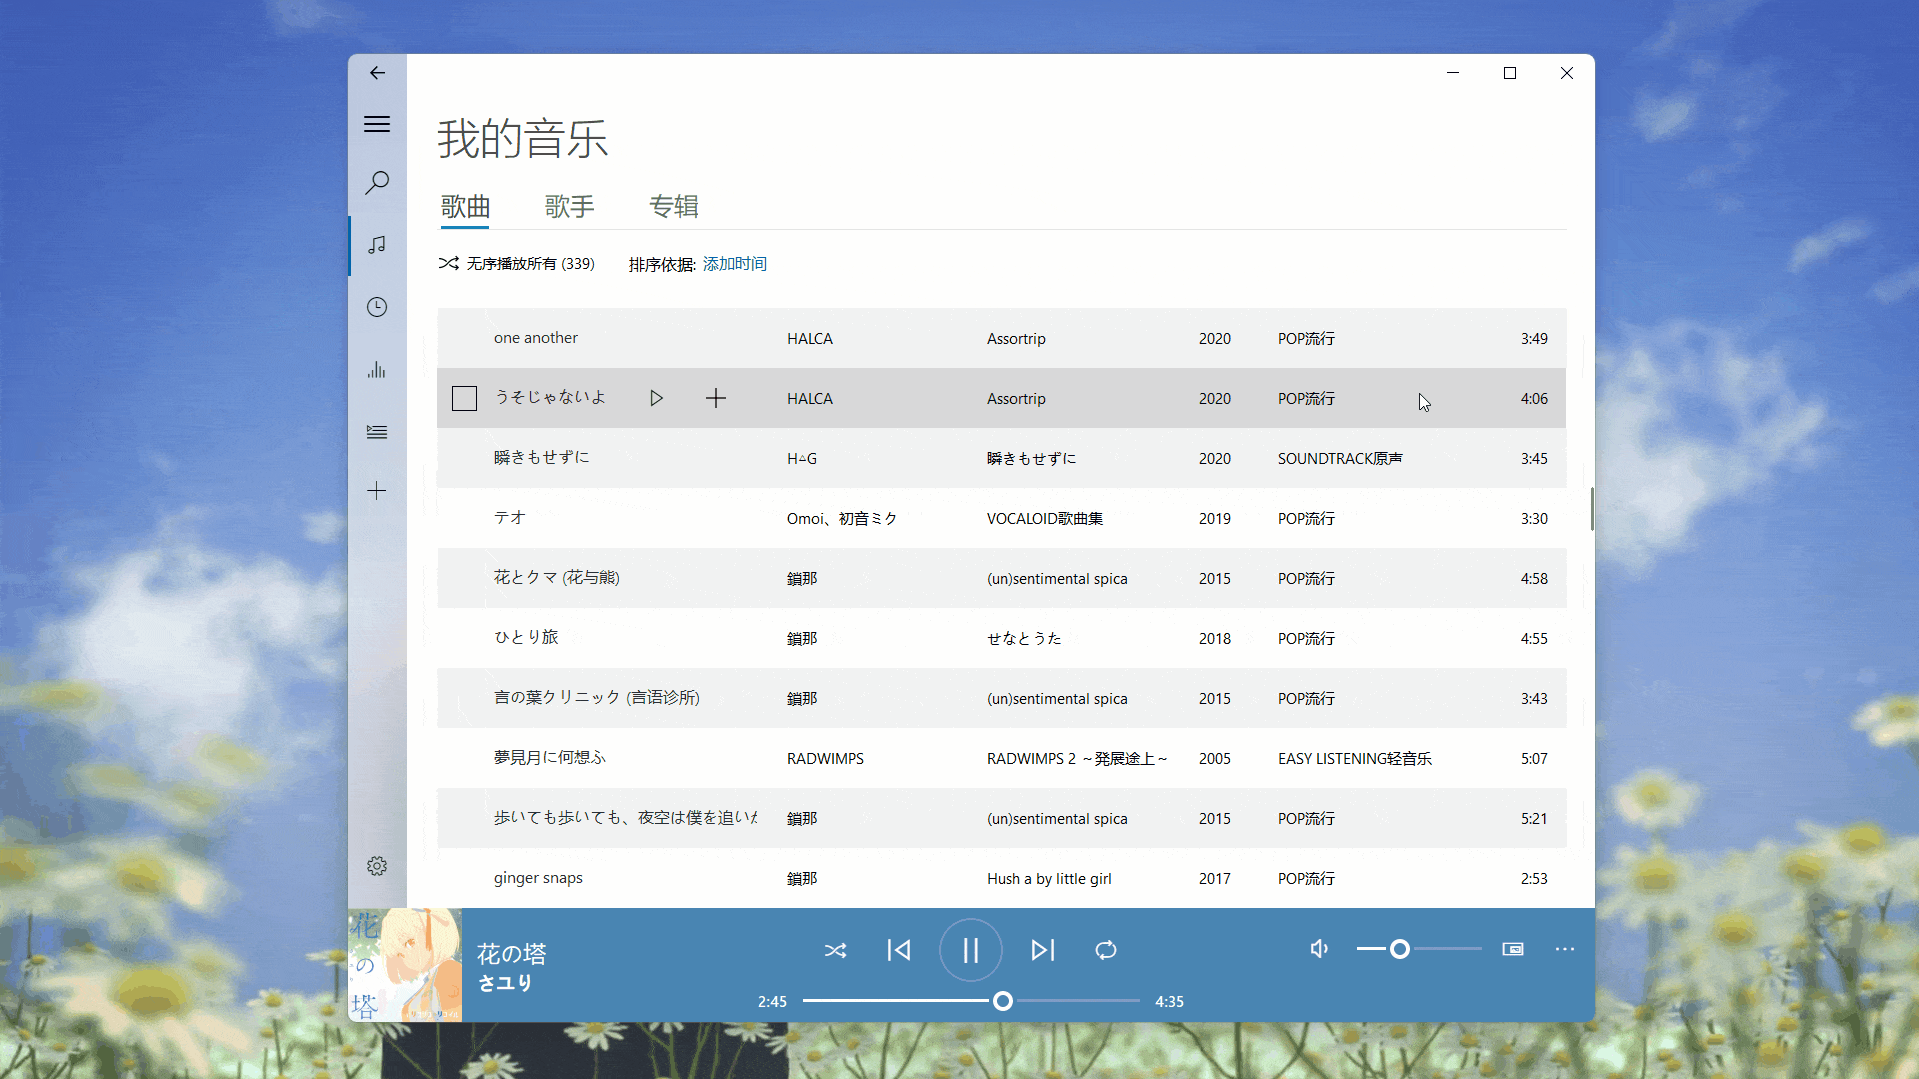 我的音乐
歌曲 歌手 专辑
无序播放所有 (339) 排序依据: 添加时间
one another HALCA Assortrip 2020 POP流行 3:49
うそじゃないよ HALCA Assortrip 2020 POP流行 4:06
瞬きもせずに H△G 瞬きもせずに 2020 SOUNDTRACK原声 3:45
テオ Omoi、初音ミク VOCALOID歌曲集 2019 POP流行 3:30
花とクマ (花与熊) 鎖那 (un)sentimental spica 2015 POP流行 4:58
ひとり旅 鎖那 せなとうた 2018 POP流行 4:55
言の葉クリニック (言语诊所) 鎖那 (un)sentimental spica 2015 POP流行 3:43
夢見月に何想ふ RADWIMPS RADWIMPS 2 ～発展途上～ 2005 EASY LISTENING轻音乐 5:07
歩いても歩いても、夜空は僕を追いか 鎖那 (un)sentimental spica 2015 POP流行 5:21
ginger snaps 鎖那 Hush a by little girl 2017 POP流行 2:53
花の塔
花の塔
さユり
2:45 4:35